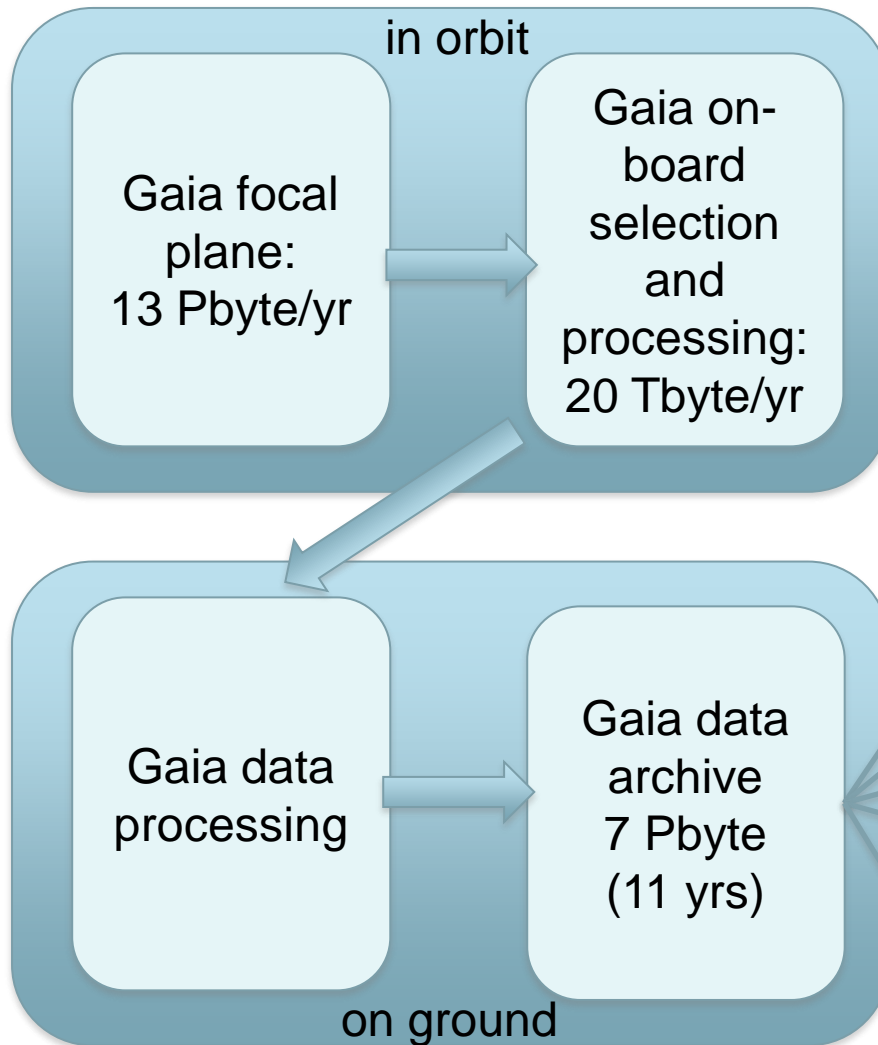 in orbit
Gaia focal
plane:
13 Pbyte/yr
Gaia on-
board
selection
and
processing:
20 Tbyte/yr
Gaia data
processing
Gaia data
archive
7 Pbyte
(11 yrs)
on ground